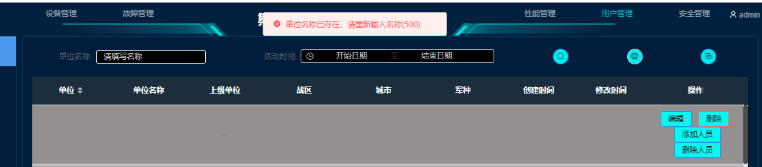 设备管理 故障管理 性能管理 用户管理 安全管理 admin
单位名称已存在，请重新输入名称(500)
单位名称 请填写名称 活动时间 开始日期 至 结束日期
单位 单位名称 上级单位 战区 城市 军种 创建时间 修改时间 操作
编辑 删除
添加人员
删除人员